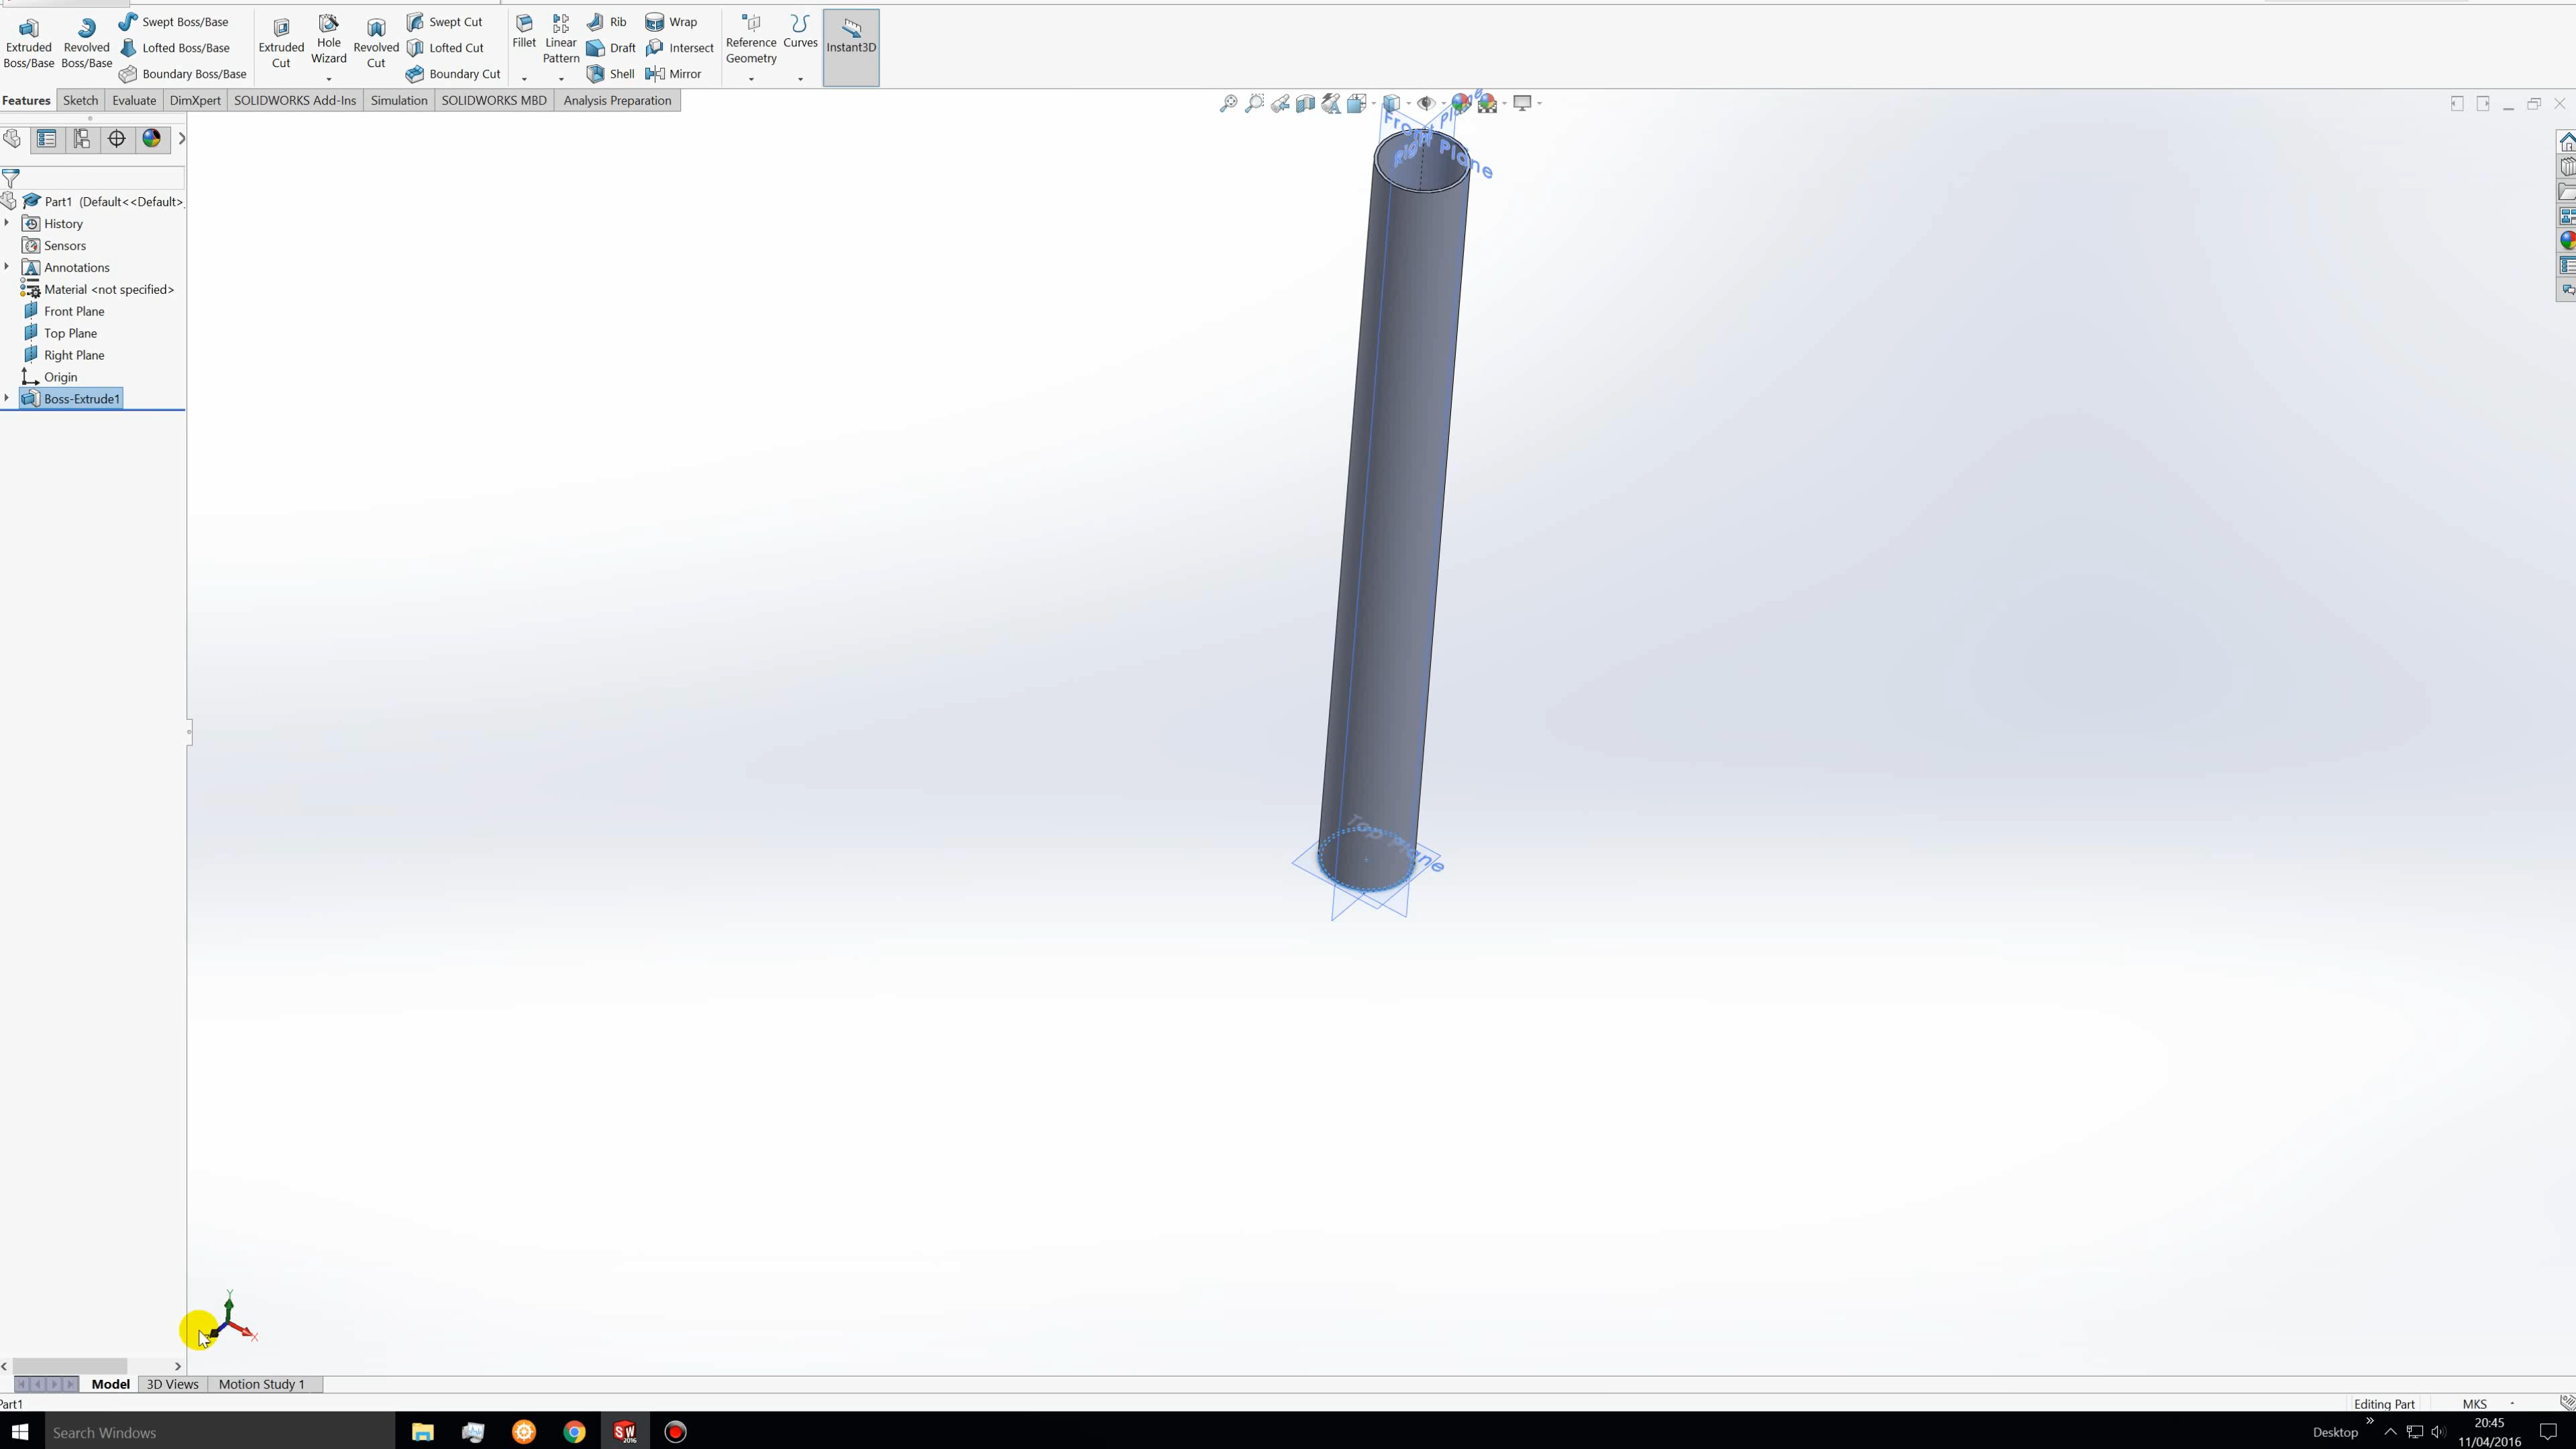 Extruded Boss/Base
Revolved Boss/Base
Swept Boss/Base
Lofted Boss/Base
Boundary Boss/Base
Extruded Cut
Hole Wizard
Revolved Cut
Swept Cut
Lofted Cut
Boundary Cut
Fillet
Linear Pattern
Rib
Draft
Shell
Wrap
Intersect
Mirror
Reference Geometry
Curves
Instant3D
Features
Sketch
Evaluate
DimXpert
SOLIDWORKS Add-Ins
Simulation
SOLIDWORKS MBD
Analysis Preparation
Part1 (Default<<Default>
History
Sensors
Annotations
Material <not specified>
Front Plane
Top Plane
Right Plane
Origin
Boss-Extrude1
Front Plane
Right Plane
Top Plane
Y
X
Model
3D Views
Motion Study 1
Part1
Editing Part
MKS
Search Windows
SW
2016
Desktop
20:45
11/04/2016